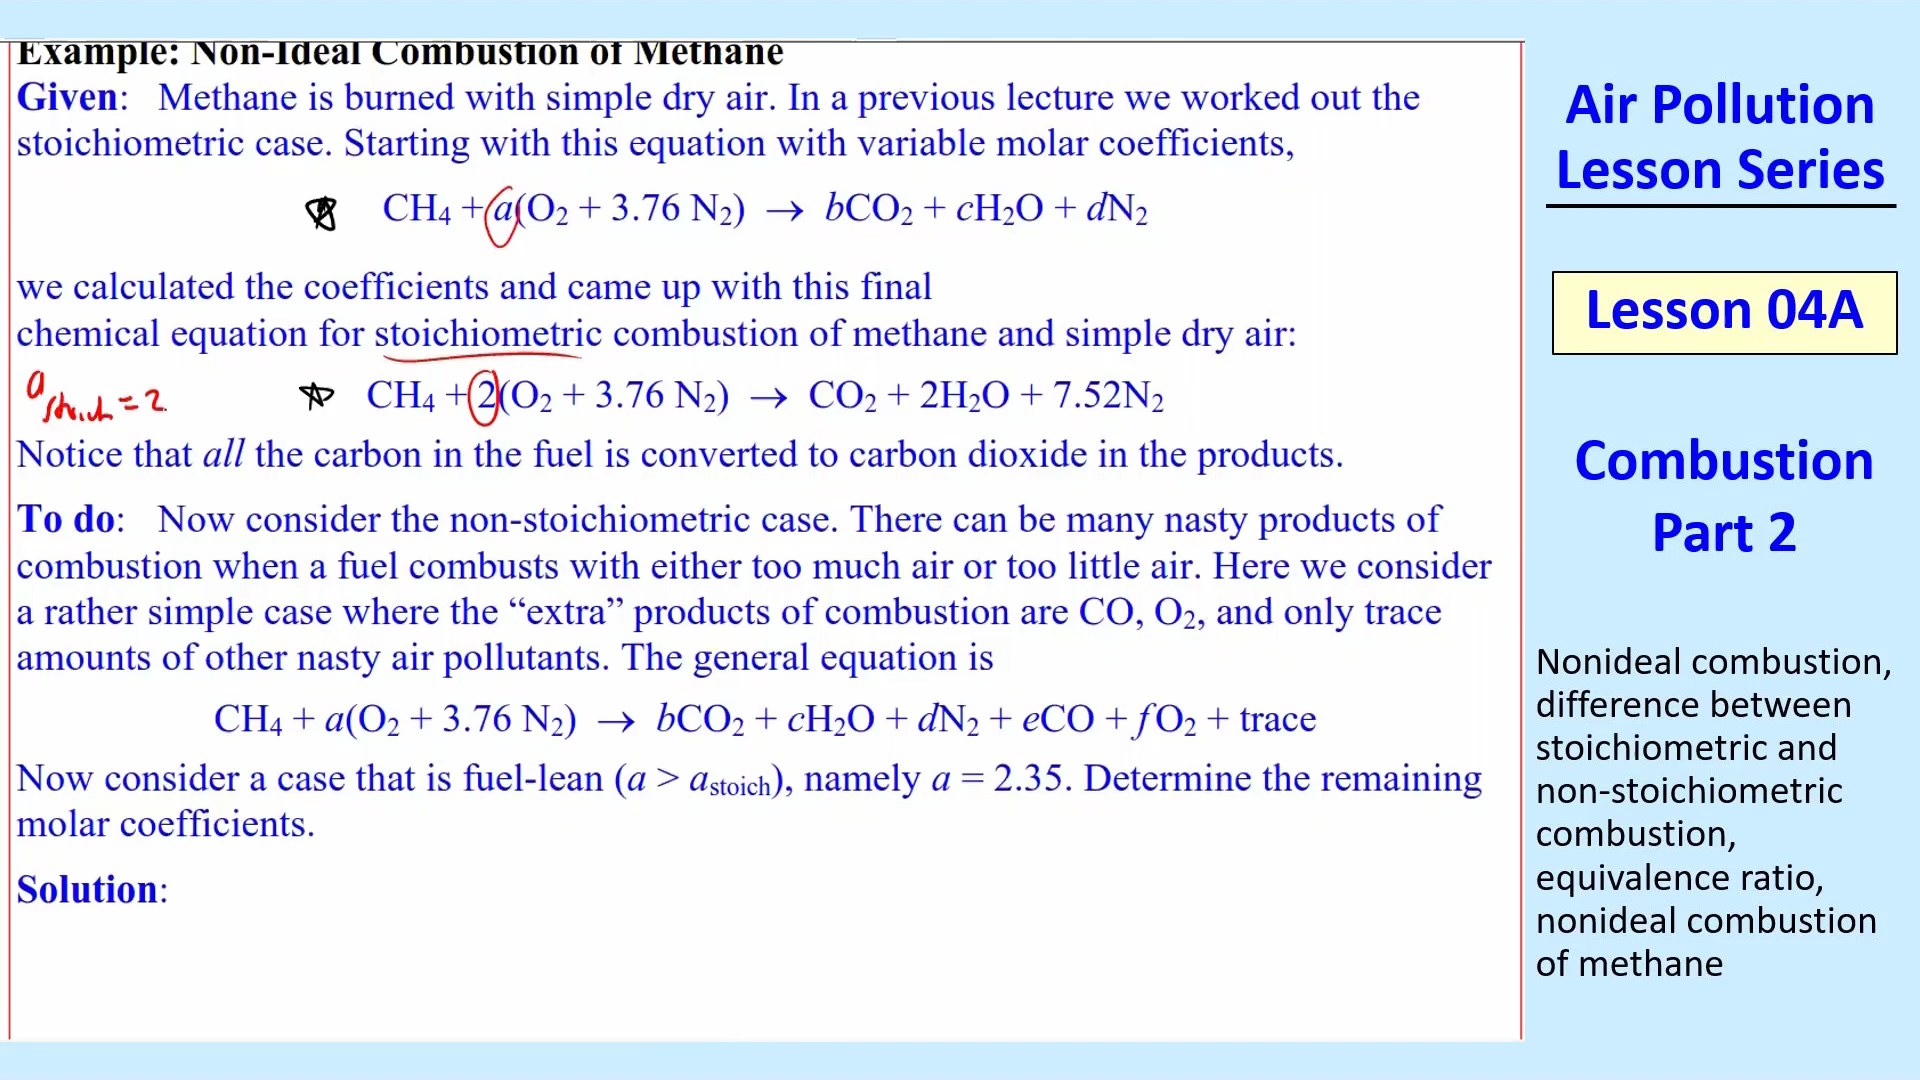 Example: Non-Ideal Combustion of Methane
Given: Methane is burned with simple dry air. In a previous lecture we worked out the
stoichiometric case. Starting with this equation with variable molar coefficients,
CH₄ + a(O₂ + 3.76 N₂) → bCO₂ + cH₂O + dN₂
we calculated the coefficients and came up with this final
chemical equation for stoichiometric combustion of methane and simple dry air:
a stoich = 2
CH₄ + 2(O₂ + 3.76 N₂) → CO₂ + 2H₂O + 7.52N₂
Notice that all the carbon in the fuel is converted to carbon dioxide in the products.
To do: Now consider the non-stoichiometric case. There can be many nasty products of
combustion when a fuel combusts with either too much air or too little air. Here we consider
a rather simple case where the “extra” products of combustion are CO, O₂, and only trace
amounts of other nasty air pollutants. The general equation is
CH₄ + a(O₂ + 3.76 N₂) → bCO₂ + cH₂O + dN₂ + eCO + fO₂ + trace
Now consider a case that is fuel-lean (a > astoich), namely a = 2.35. Determine the remaining
molar coefficients.
Solution:
Air Pollution
Lesson Series
Lesson 04A
Combustion
Part 2
Nonideal combustion,
difference between
stoichiometric and
non-stoichiometric
combustion,
equivalence ratio,
nonideal combustion
of methane